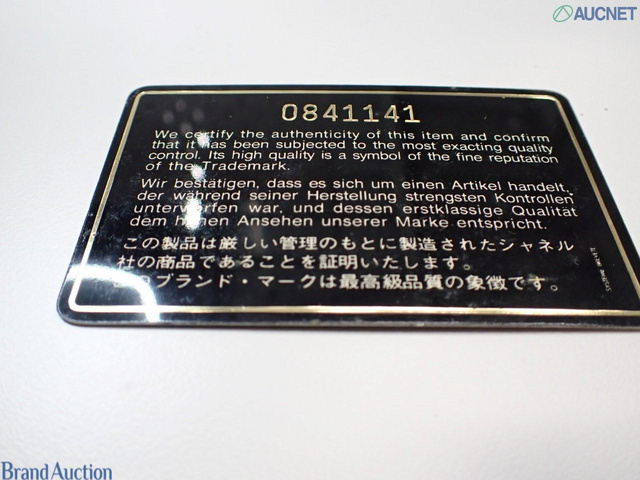 AUCNET
0841141
We certify the authenticity of this item and confirm
that it has been subjected to the most exacting quality
control. Its high quality is a symbol of the fine reputation
of the Trademark.
Wir bestätigen, dass es sich um einen Artikel handelt,
der während seiner Herstellung strengsten Kontrollen
unterworfen war, und dessen erstklassige Qualität
dem hohen Ansehen unserer Marke entspricht.
この製品は厳しい管理のもとに製造されたシャネル
社の商品であることを証明いたします。
ブランド・マークは最高級品質の象徴です。
Brand Auction